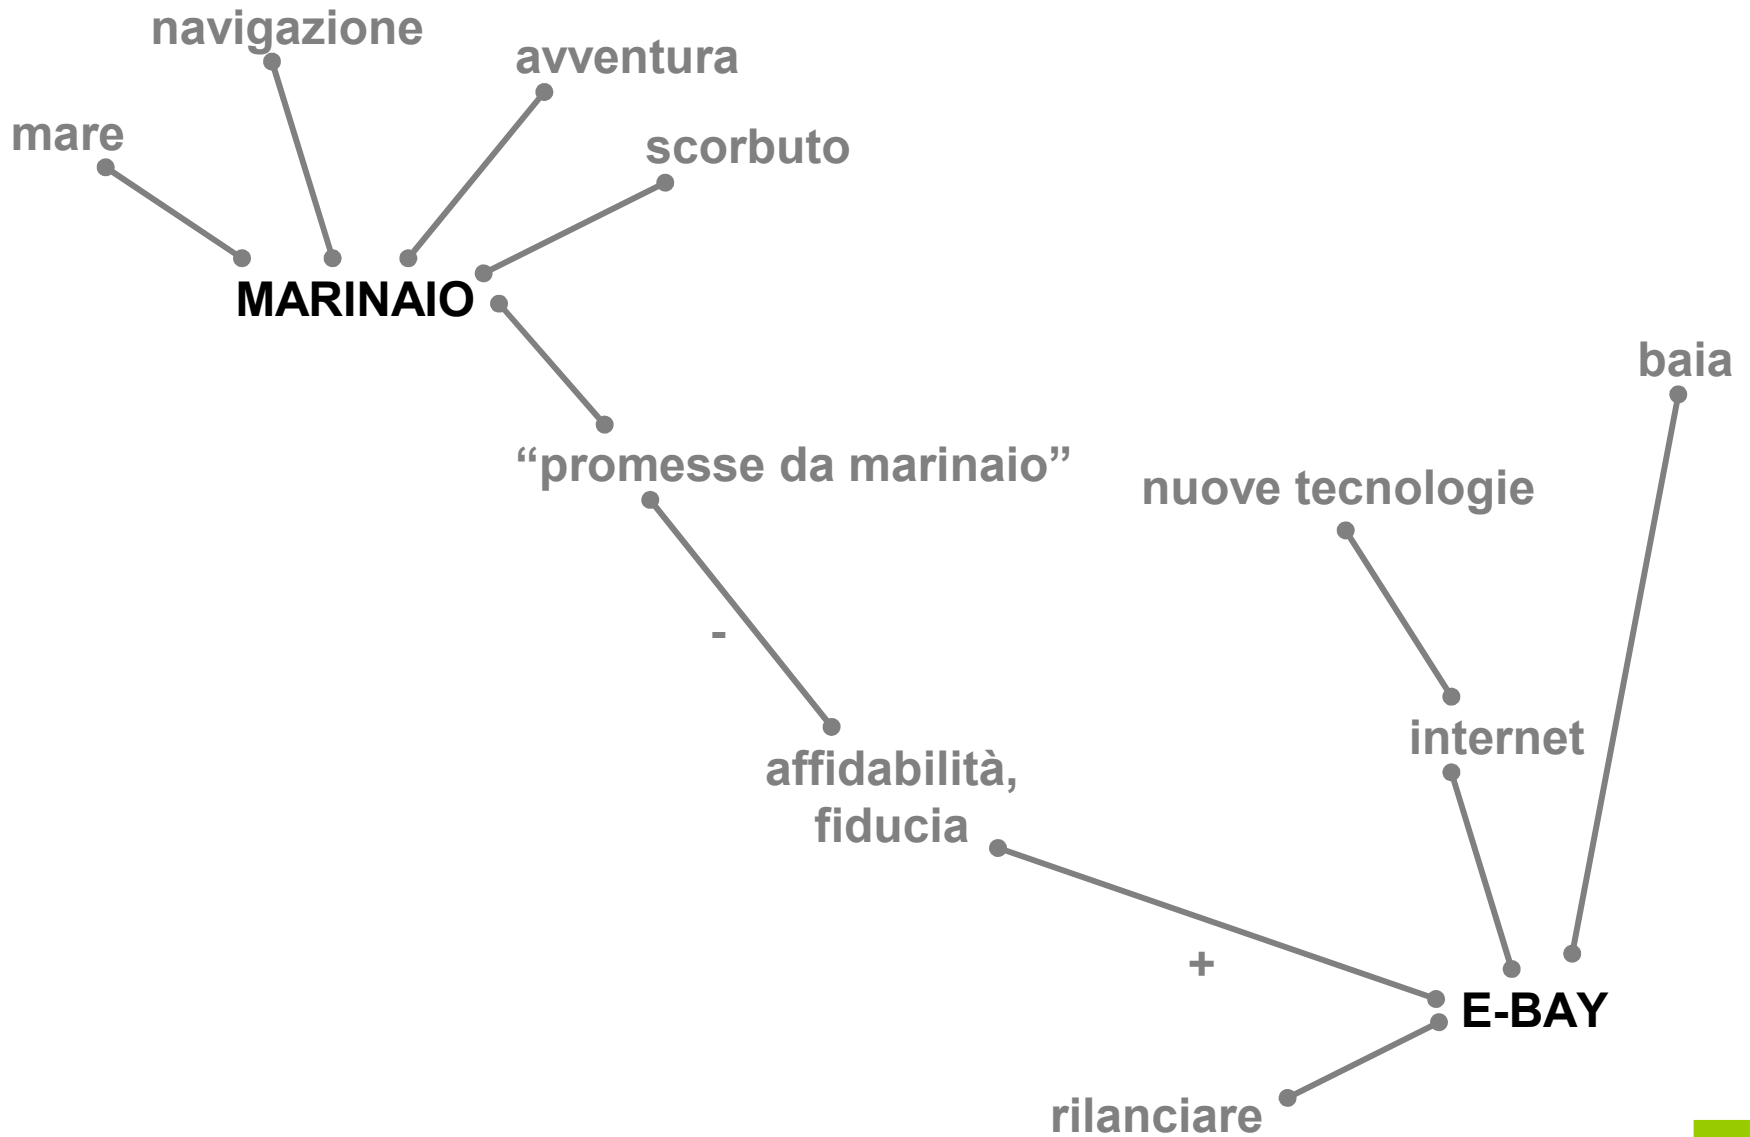 navigazione
avventura
mare
scorbuto
MARINAIO
baia
“promesse da marinaio”
nuove tecnologie
-
internet
affidabilità,
fiducia
+
E-BAY
rilanciare